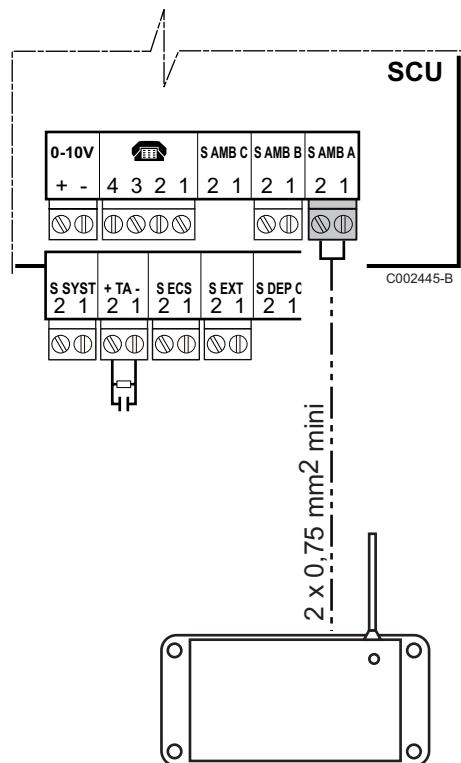 SCU
0-10V S AMB C S AMB B S AMB A
+ - 4 3 2 1 2 1 2 1 2 1
C002445-B
S SYST + TA - S ECS S EXT S DEP C
2 1 2 1 2 1 2 1 2 1
2 x 0,75 mm2 mini